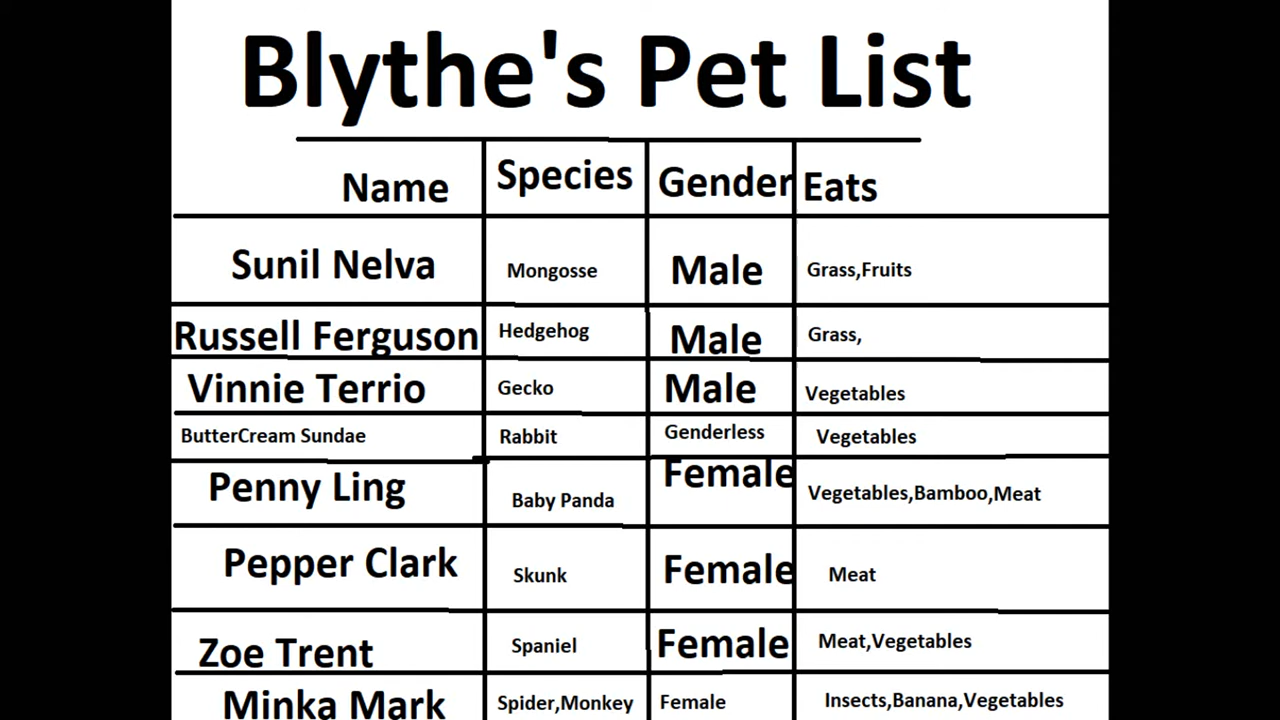 Blythe's Pet List
Name Species Gender Eats
Sunil Nelva Mongosse Male Grass,Fruits
Russell Ferguson Hedgehog Male Grass,
Vinnie Terrio Gecko Male Vegetables
ButterCream Sundae Rabbit Genderless Vegetables
Penny Ling Baby Panda Female Vegetables,Bamboo,Meat
Pepper Clark Skunk Female Meat
Zoe Trent Spaniel Female Meat,Vegetables
Minka Mark Spider,Monkey Female Insects,Banana,Vegetables